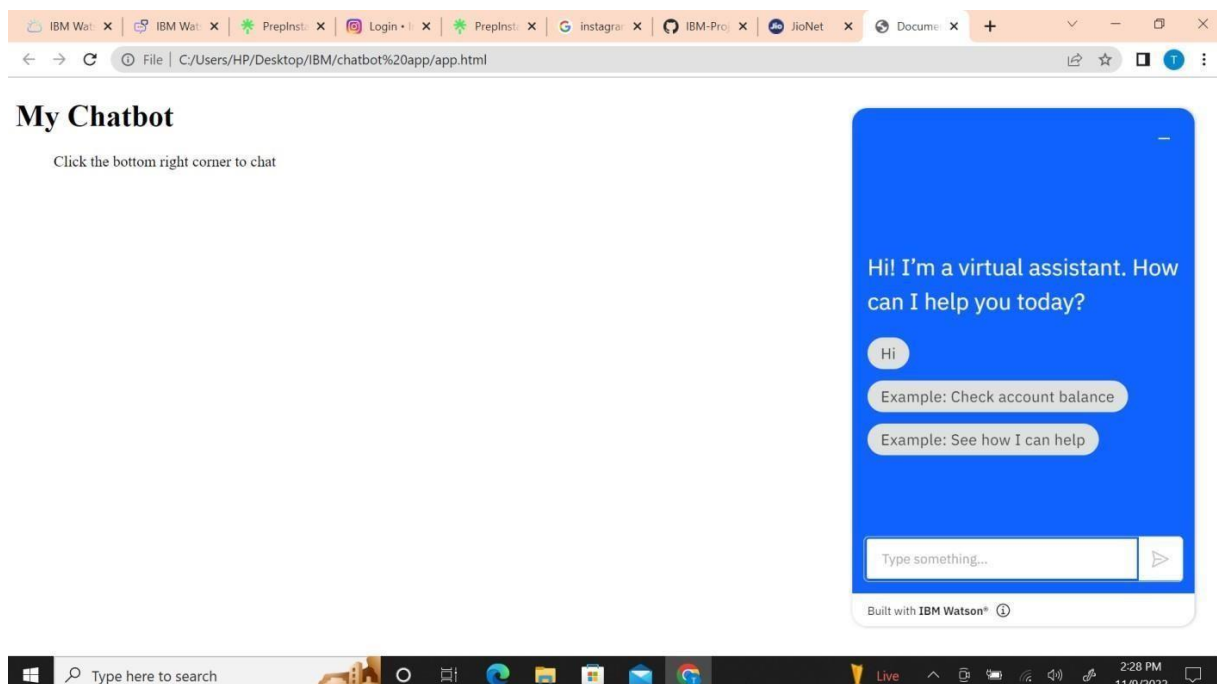 IBM Wat
IBM Wat
PrepInst
Login • I
PrepInst
instagra
IBM-Pro
JioNet
Docume
File | C:/Users/HP/Desktop/IBM/chatbot%20app/app.html
T
My Chatbot
Click the bottom right corner to chat
Hi! I'm a virtual assistant. How
can I help you today?
Hi
Example: Check account balance
Example: See how I can help
Type something...
Built with IBM Watson®
Type here to search
Live
2:28 PM